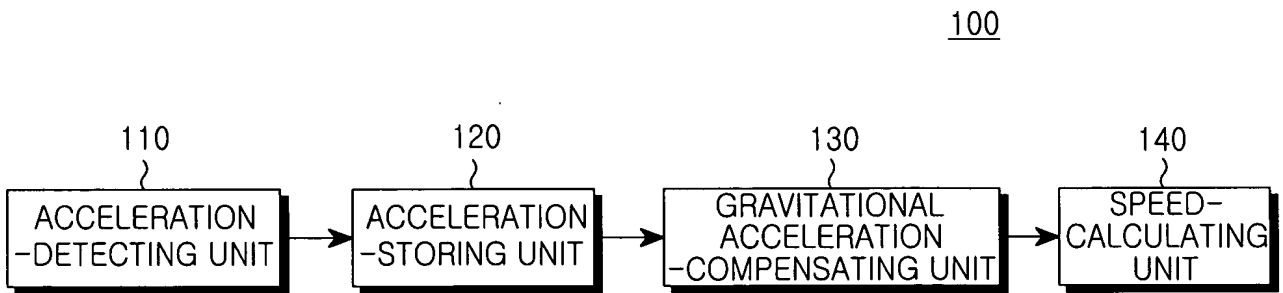 100
110
120
130
140
ACCELERATION
-DETECTING UNIT
ACCELERATION
-STORING UNIT
GRAVITATIONAL
ACCELERATION
-COMPENSATING UNIT
SPEED-
CALCULATING
UNIT